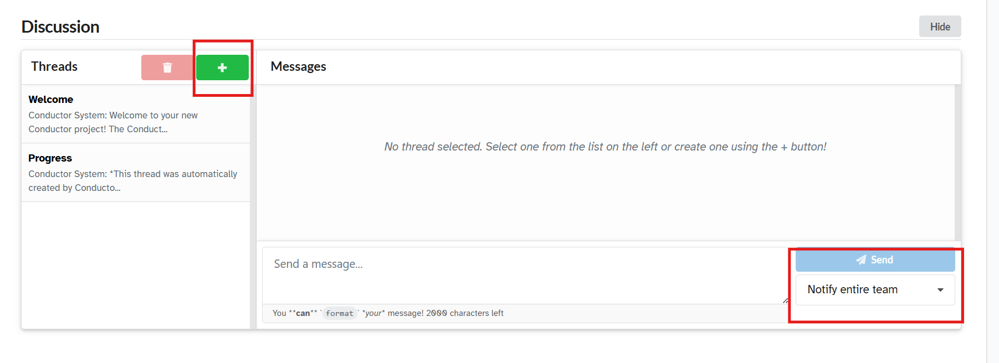 Discussion
Hide
Threads
Messages
Welcome
Conductor System: Welcome to your new
Conductor project! The Conduct...
Progress
Conductor System: *This thread was automatically
created by Conducto...
No thread selected. Select one from the list on the left or create one using the + button!
Send a message...
Send
Notify entire team
You **can** `format` *your* message! 2000 characters left